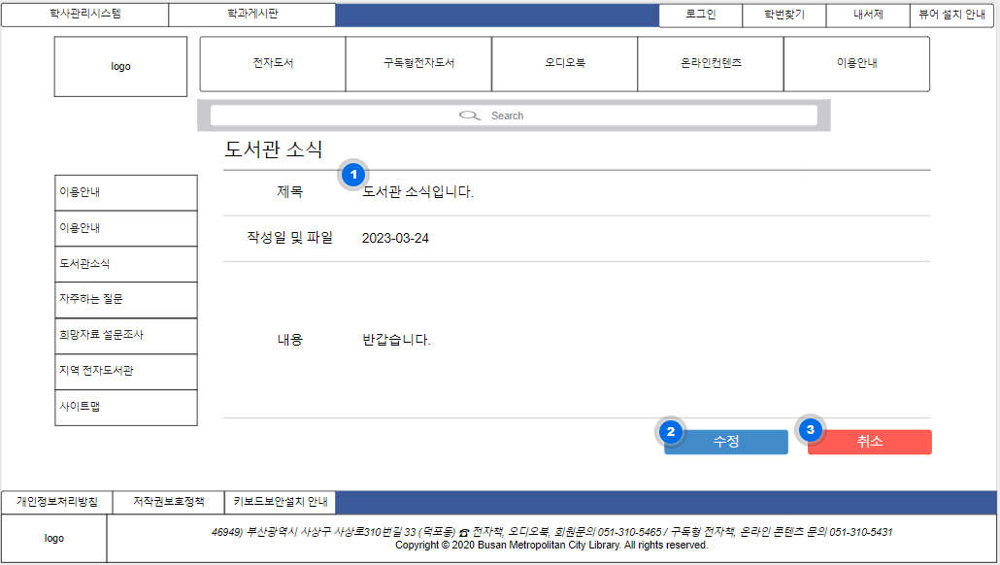 학사관리시스템 학과게시판 로그인 학번찾기 내서제 뷰어 설치 안내
logo 전자도서 구독형전자도서 오디오북 온라인컨텐츠 이용안내
Search
도서관 소식
1
제목 도서관 소식입니다.
작성일 및 파일 2023-03-24
내용 반갑습니다.
이용안내
이용안내
도서관소식
자주하는 질문
희망자료 설문조사
지역 전자도서관
사이트맵
2 수정 3 취소
개인정보처리방침 저작권보호정책 키보드보안설치 안내
logo
46949) 부산광역시 사상구 사상로310번길 33 (덕포동) ☎ 전자책, 오디오북, 회원문의 051-310-5465 / 구독형 전자책, 온라인 콘텐츠 문의 051-310-5431
Copyright © 2020 Busan Metropolitan City Library. All rights reserved.